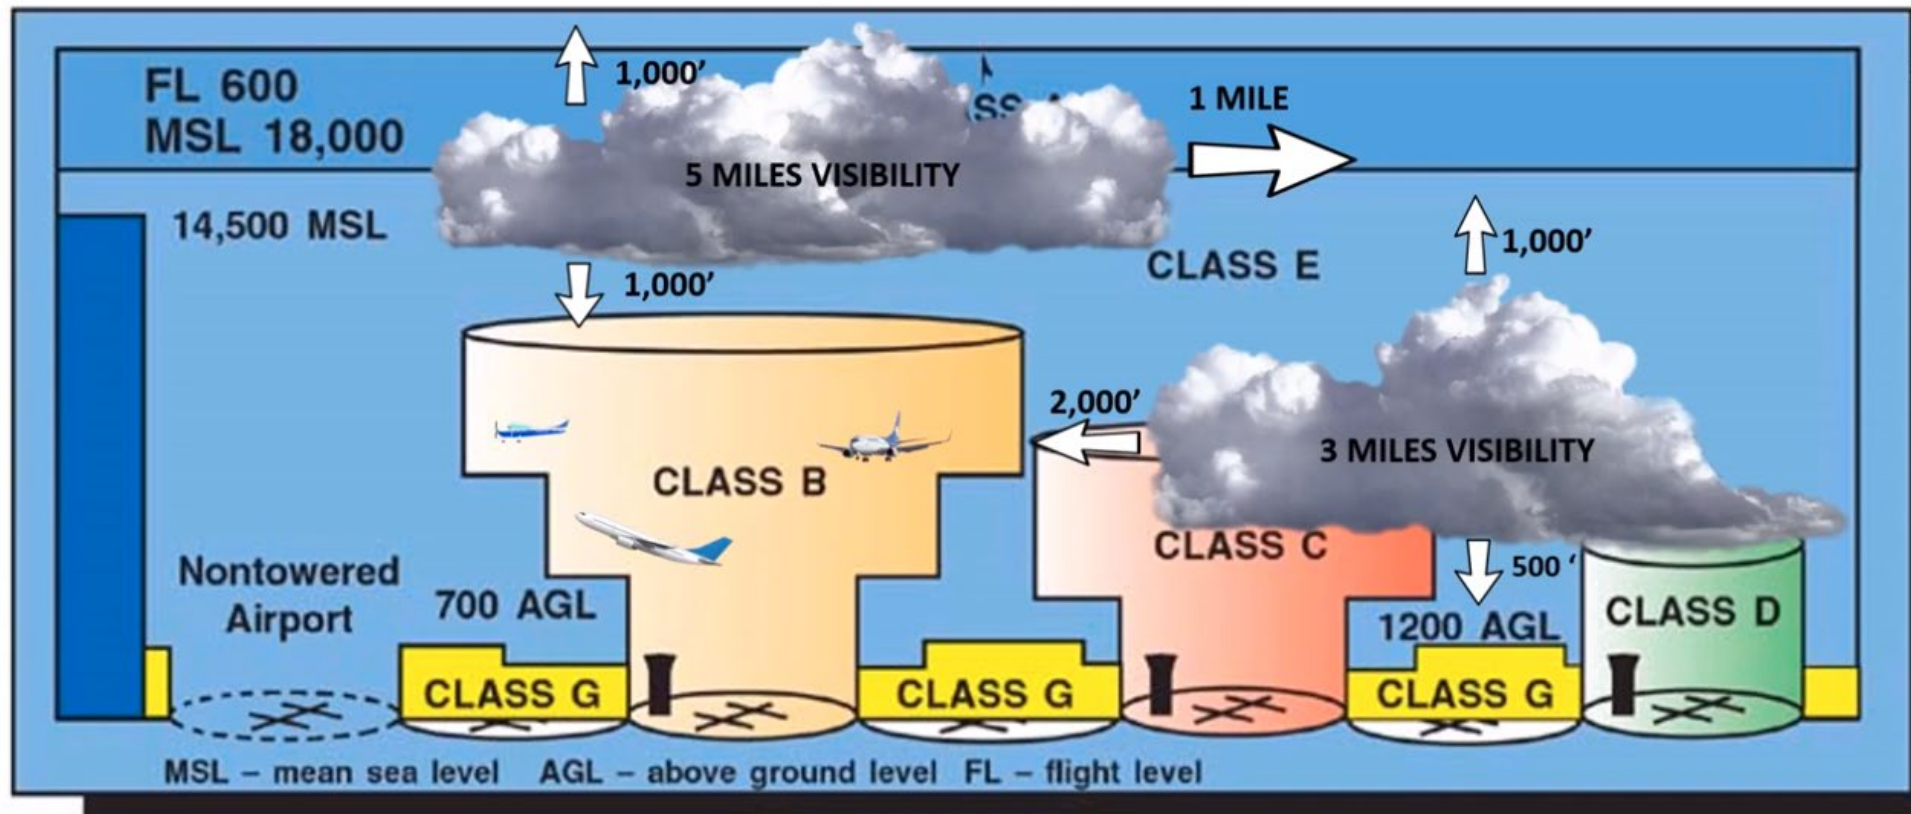 FL 600
MSL 18,000
1,000’
5 MILES VISIBILITY
1 MILE
14,500 MSL
1,000’
CLASS E
1,000’
2,000’
3 MILES VISIBILITY
CLASS B
CLASS C
500 ‘
Nontowered
Airport
700 AGL
1200 AGL
CLASS D
CLASS G
CLASS G
CLASS G
MSL – mean sea level AGL – above ground level FL – flight level